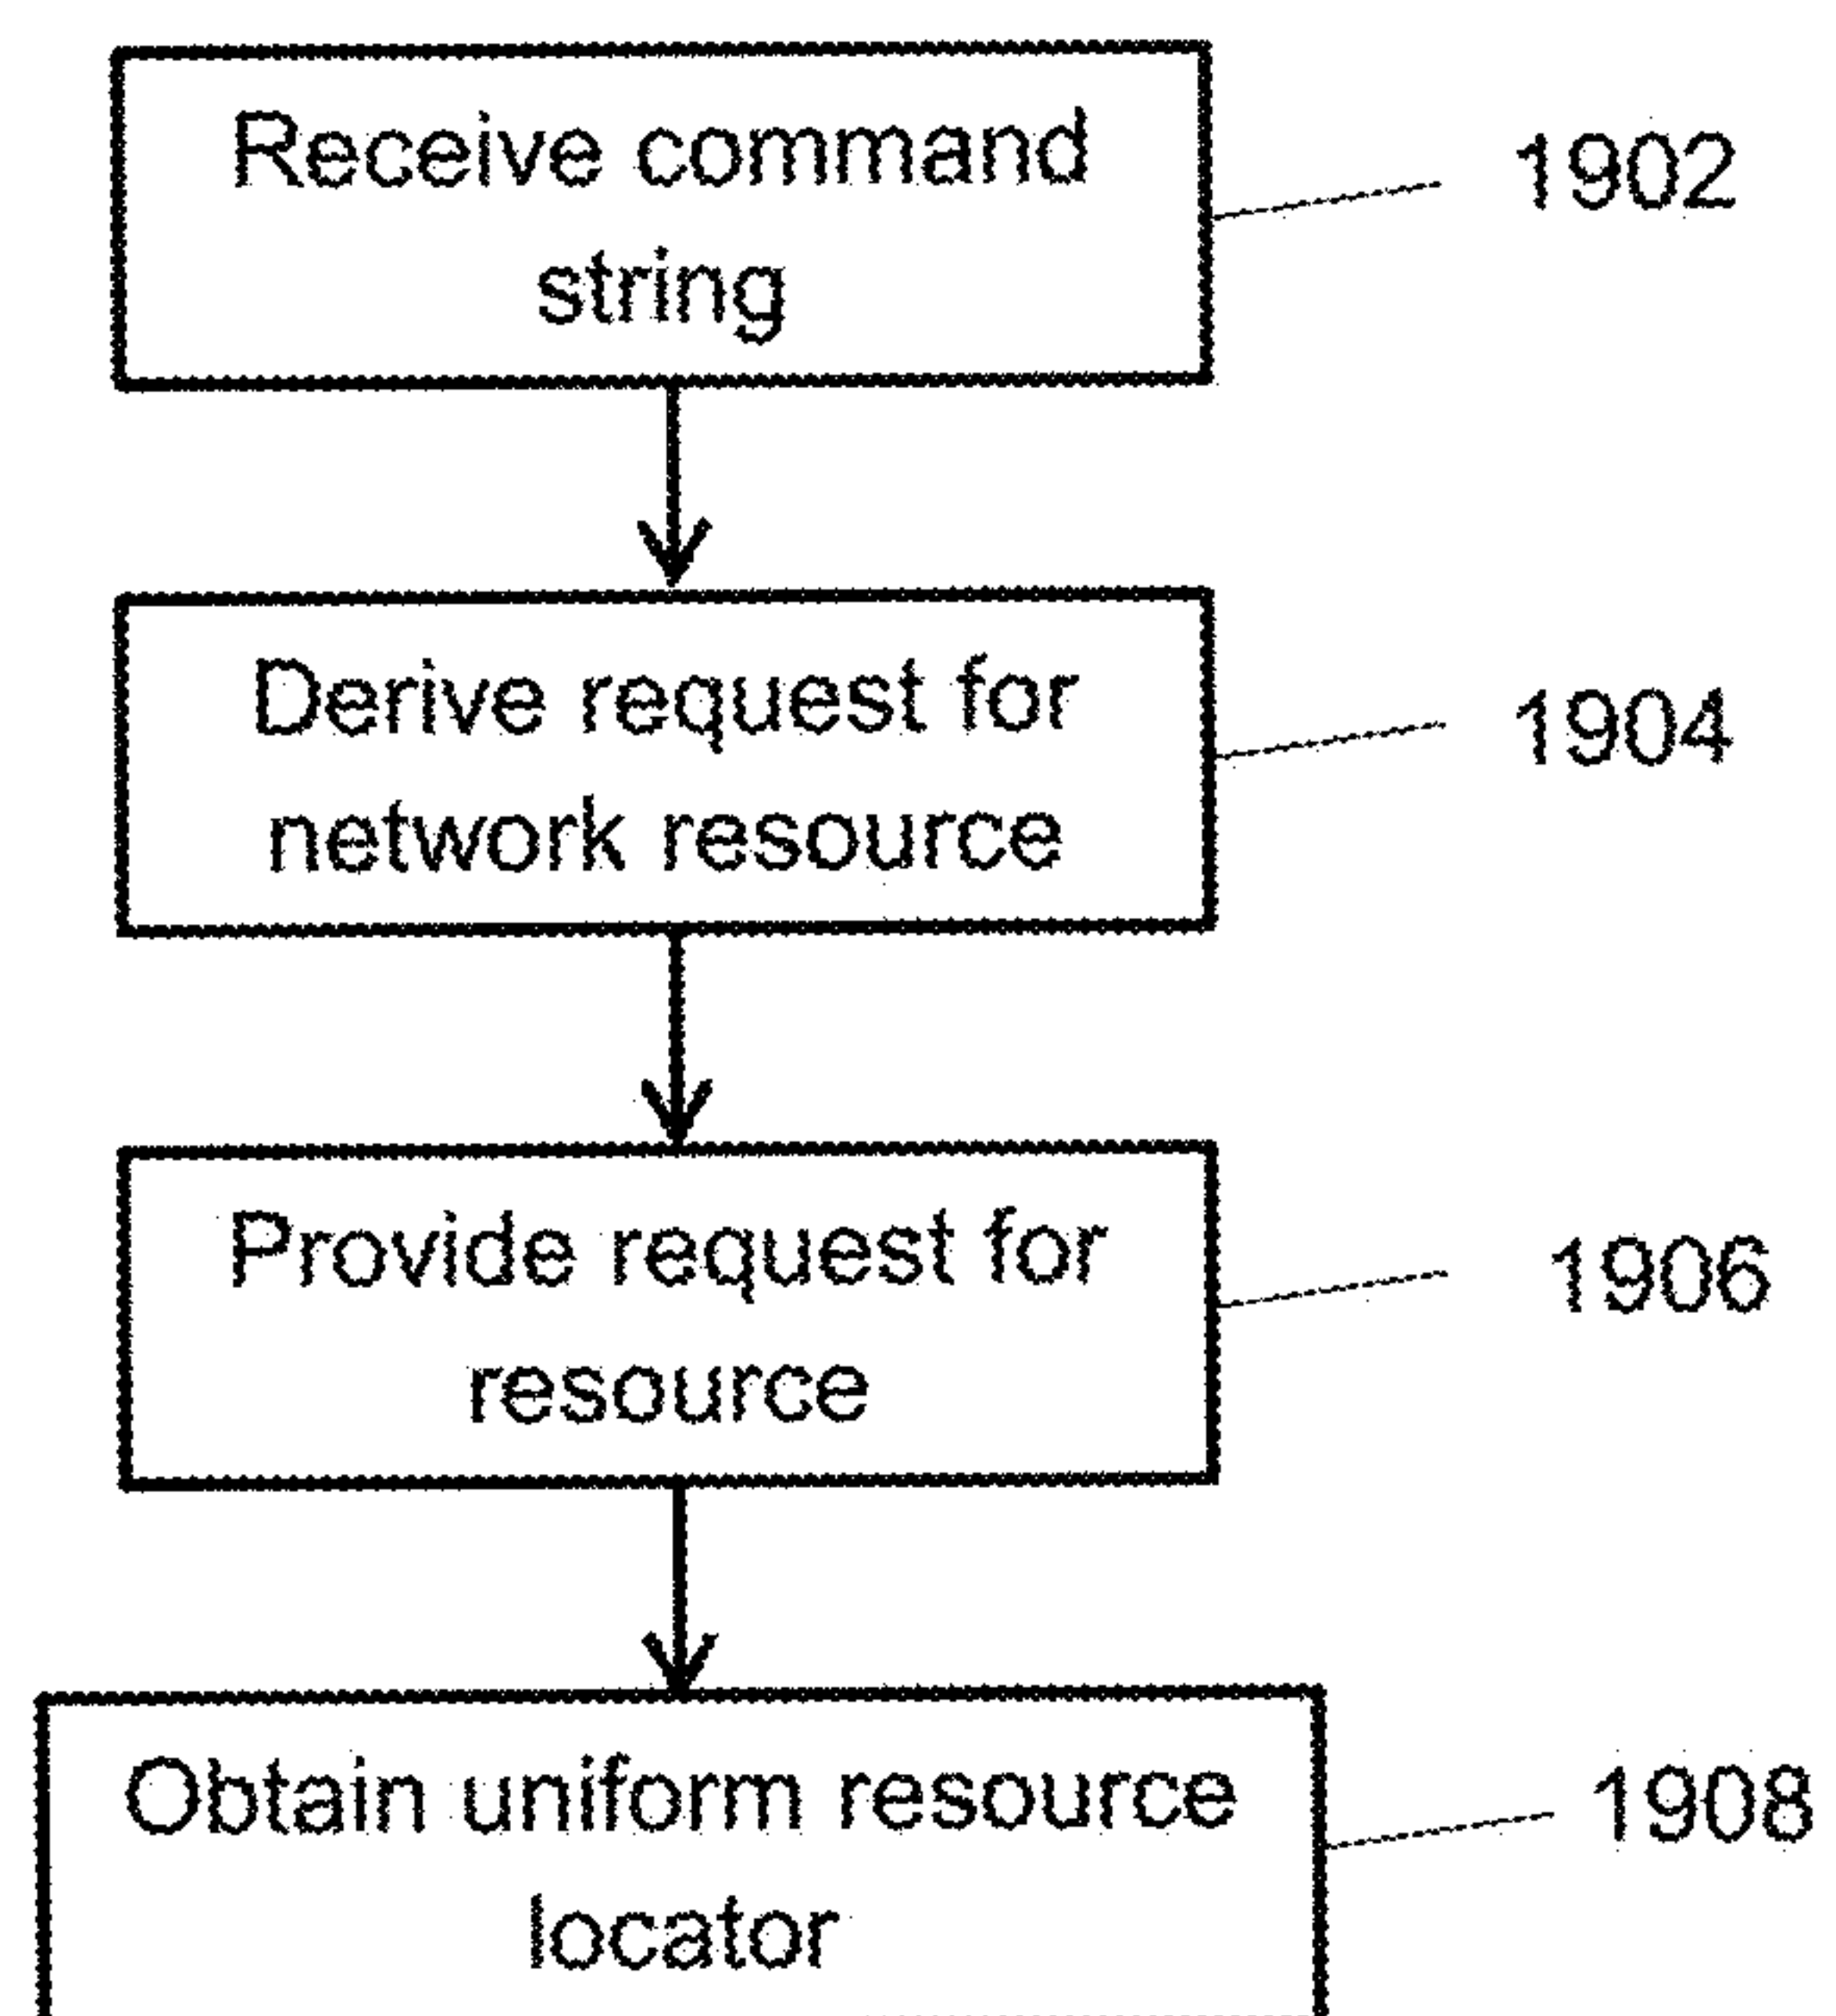 Receive command
string
1902
Derive request for
network resource
1904
Provide request for
resource
1906
Obtain uniform resource
locator
1908